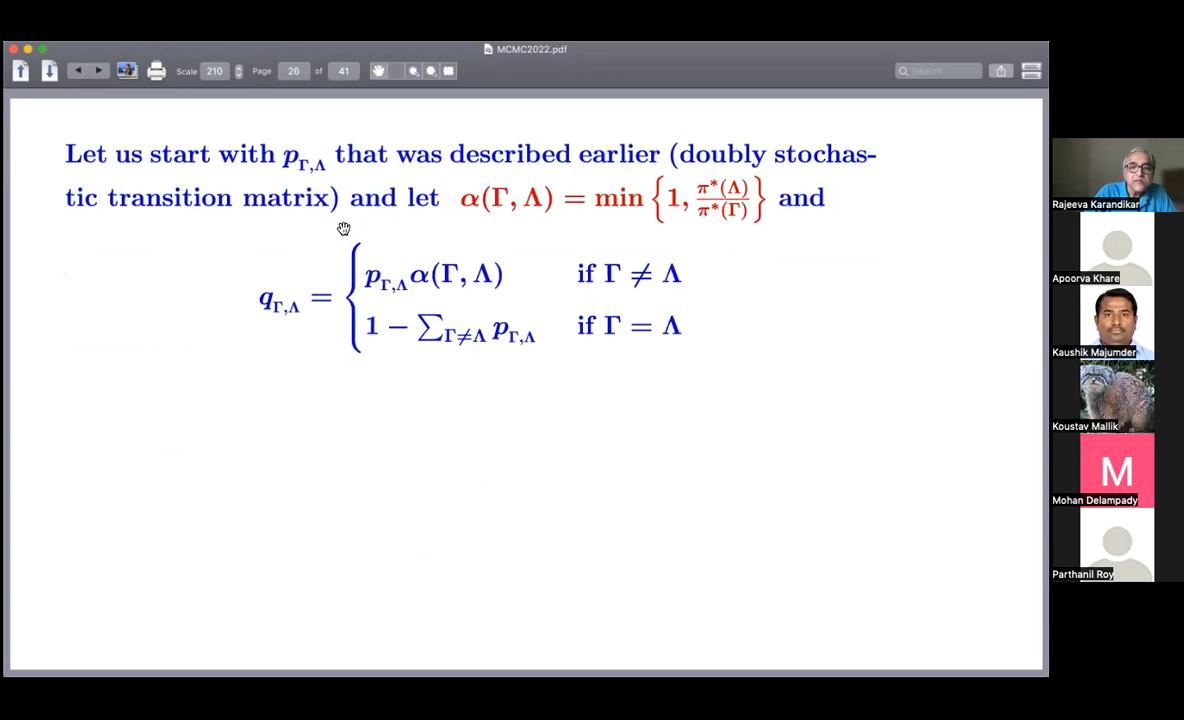 MCMC2022.pdf
Scale 210 Page 26 of 41 Search
Let us start with p_{Γ,Λ} that was described earlier (doubly stochas-
tic transition matrix) and let α(Γ, Λ) = min {1, π*(Λ)/π*(Γ)} and
q_{Γ,Λ} = { p_{Γ,Λ}α(Γ, Λ) if Γ ≠ Λ
1 − ∑_{Γ≠Λ} p_{Γ,Λ} if Γ = Λ
Rajeeva Karandikar
Apoorva Khare
Kaushik Majumder
Koustav Mallik
M
Mohan Delampady
Parthanil Roy